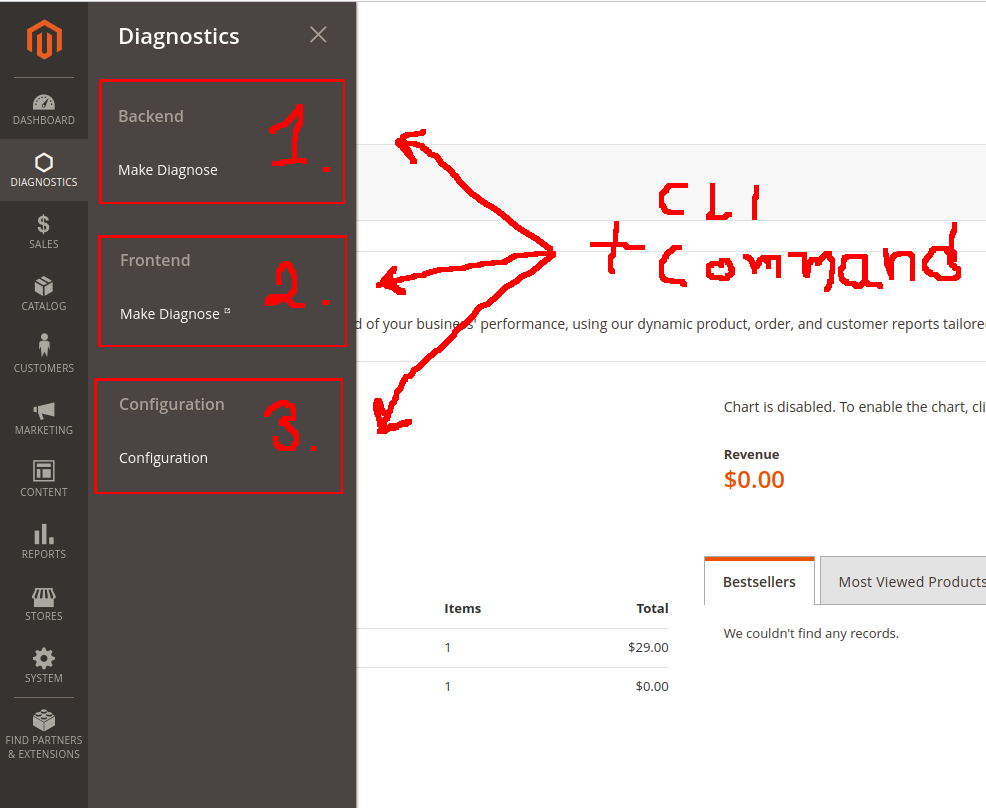 Diagnostics
Backend
1.
Make Diagnose
Frontend
2.
Make Diagnose
Configuration
3.
Configuration
DASHBOARD
DIAGNOSTICS
SALES
CATALOG
CUSTOMERS
MARKETING
CONTENT
REPORTS
STORES
SYSTEM
FIND PARTNERS
& EXTENSIONS
CLI
+ Command
d of your business' performance, using our dynamic product, order, and customer reports tailore
Chart is disabled. To enable the chart, cli
Revenue
$0.00
Bestsellers
Most Viewed Products
We couldn't find any records.
Items Total
1 $29.00
1 $0.00